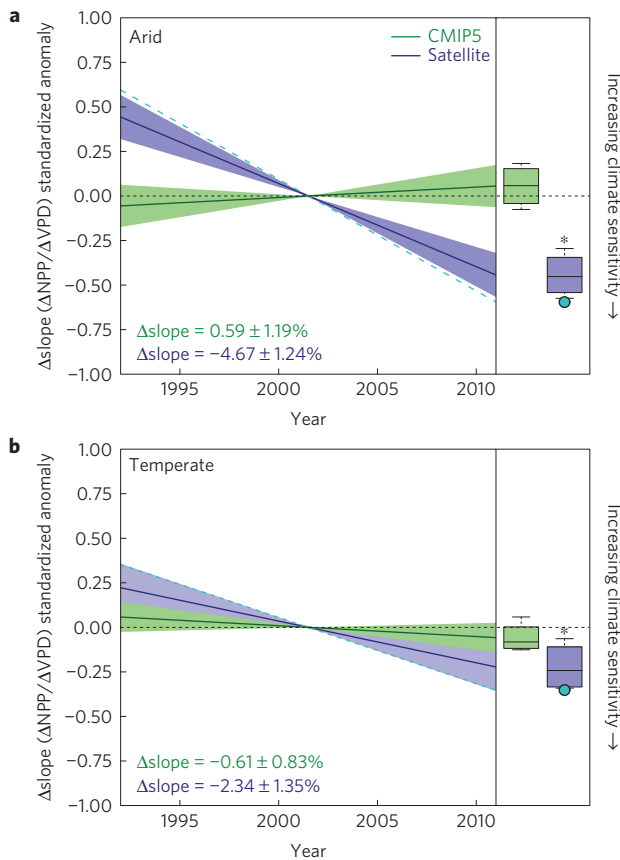 a
1.00
0.75
0.50
0.25
0.00
−0.25
−0.50
−0.75
−1.00
Δslope (ΔNPP/ΔVPD) standardized anomaly
Arid
CMIP5
Satellite
*
Δslope = 0.59 ± 1.19%
Δslope = −4.67 ± 1.24%
1995
2000
2005
2010
Year
Increasing climate sensitivity →
b
1.00
0.75
0.50
0.25
0.00
−0.25
−0.50
−0.75
−1.00
Δslope (ΔNPP/ΔVPD) standardized anomaly
Temperate
*
Δslope = −0.61 ± 0.83%
Δslope = −2.34 ± 1.35%
1995
2000
2005
2010
Year
Increasing climate sensitivity →